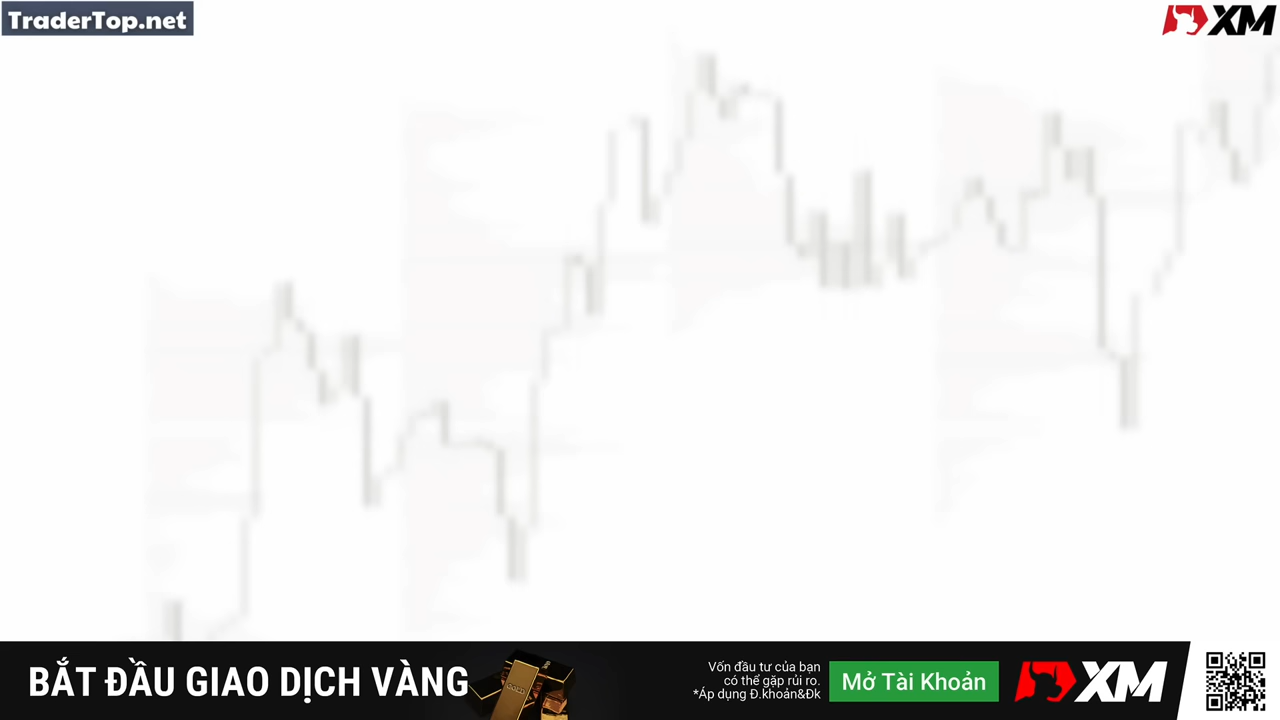 TraderTop.net
XM
BẮT ĐẦU GIAO DỊCH VÀNG
Vốn đầu tư của bạn
có thể gặp rủi ro.
*Áp dụng Đ.khoản&Đk
Mở Tài Khoản
XM